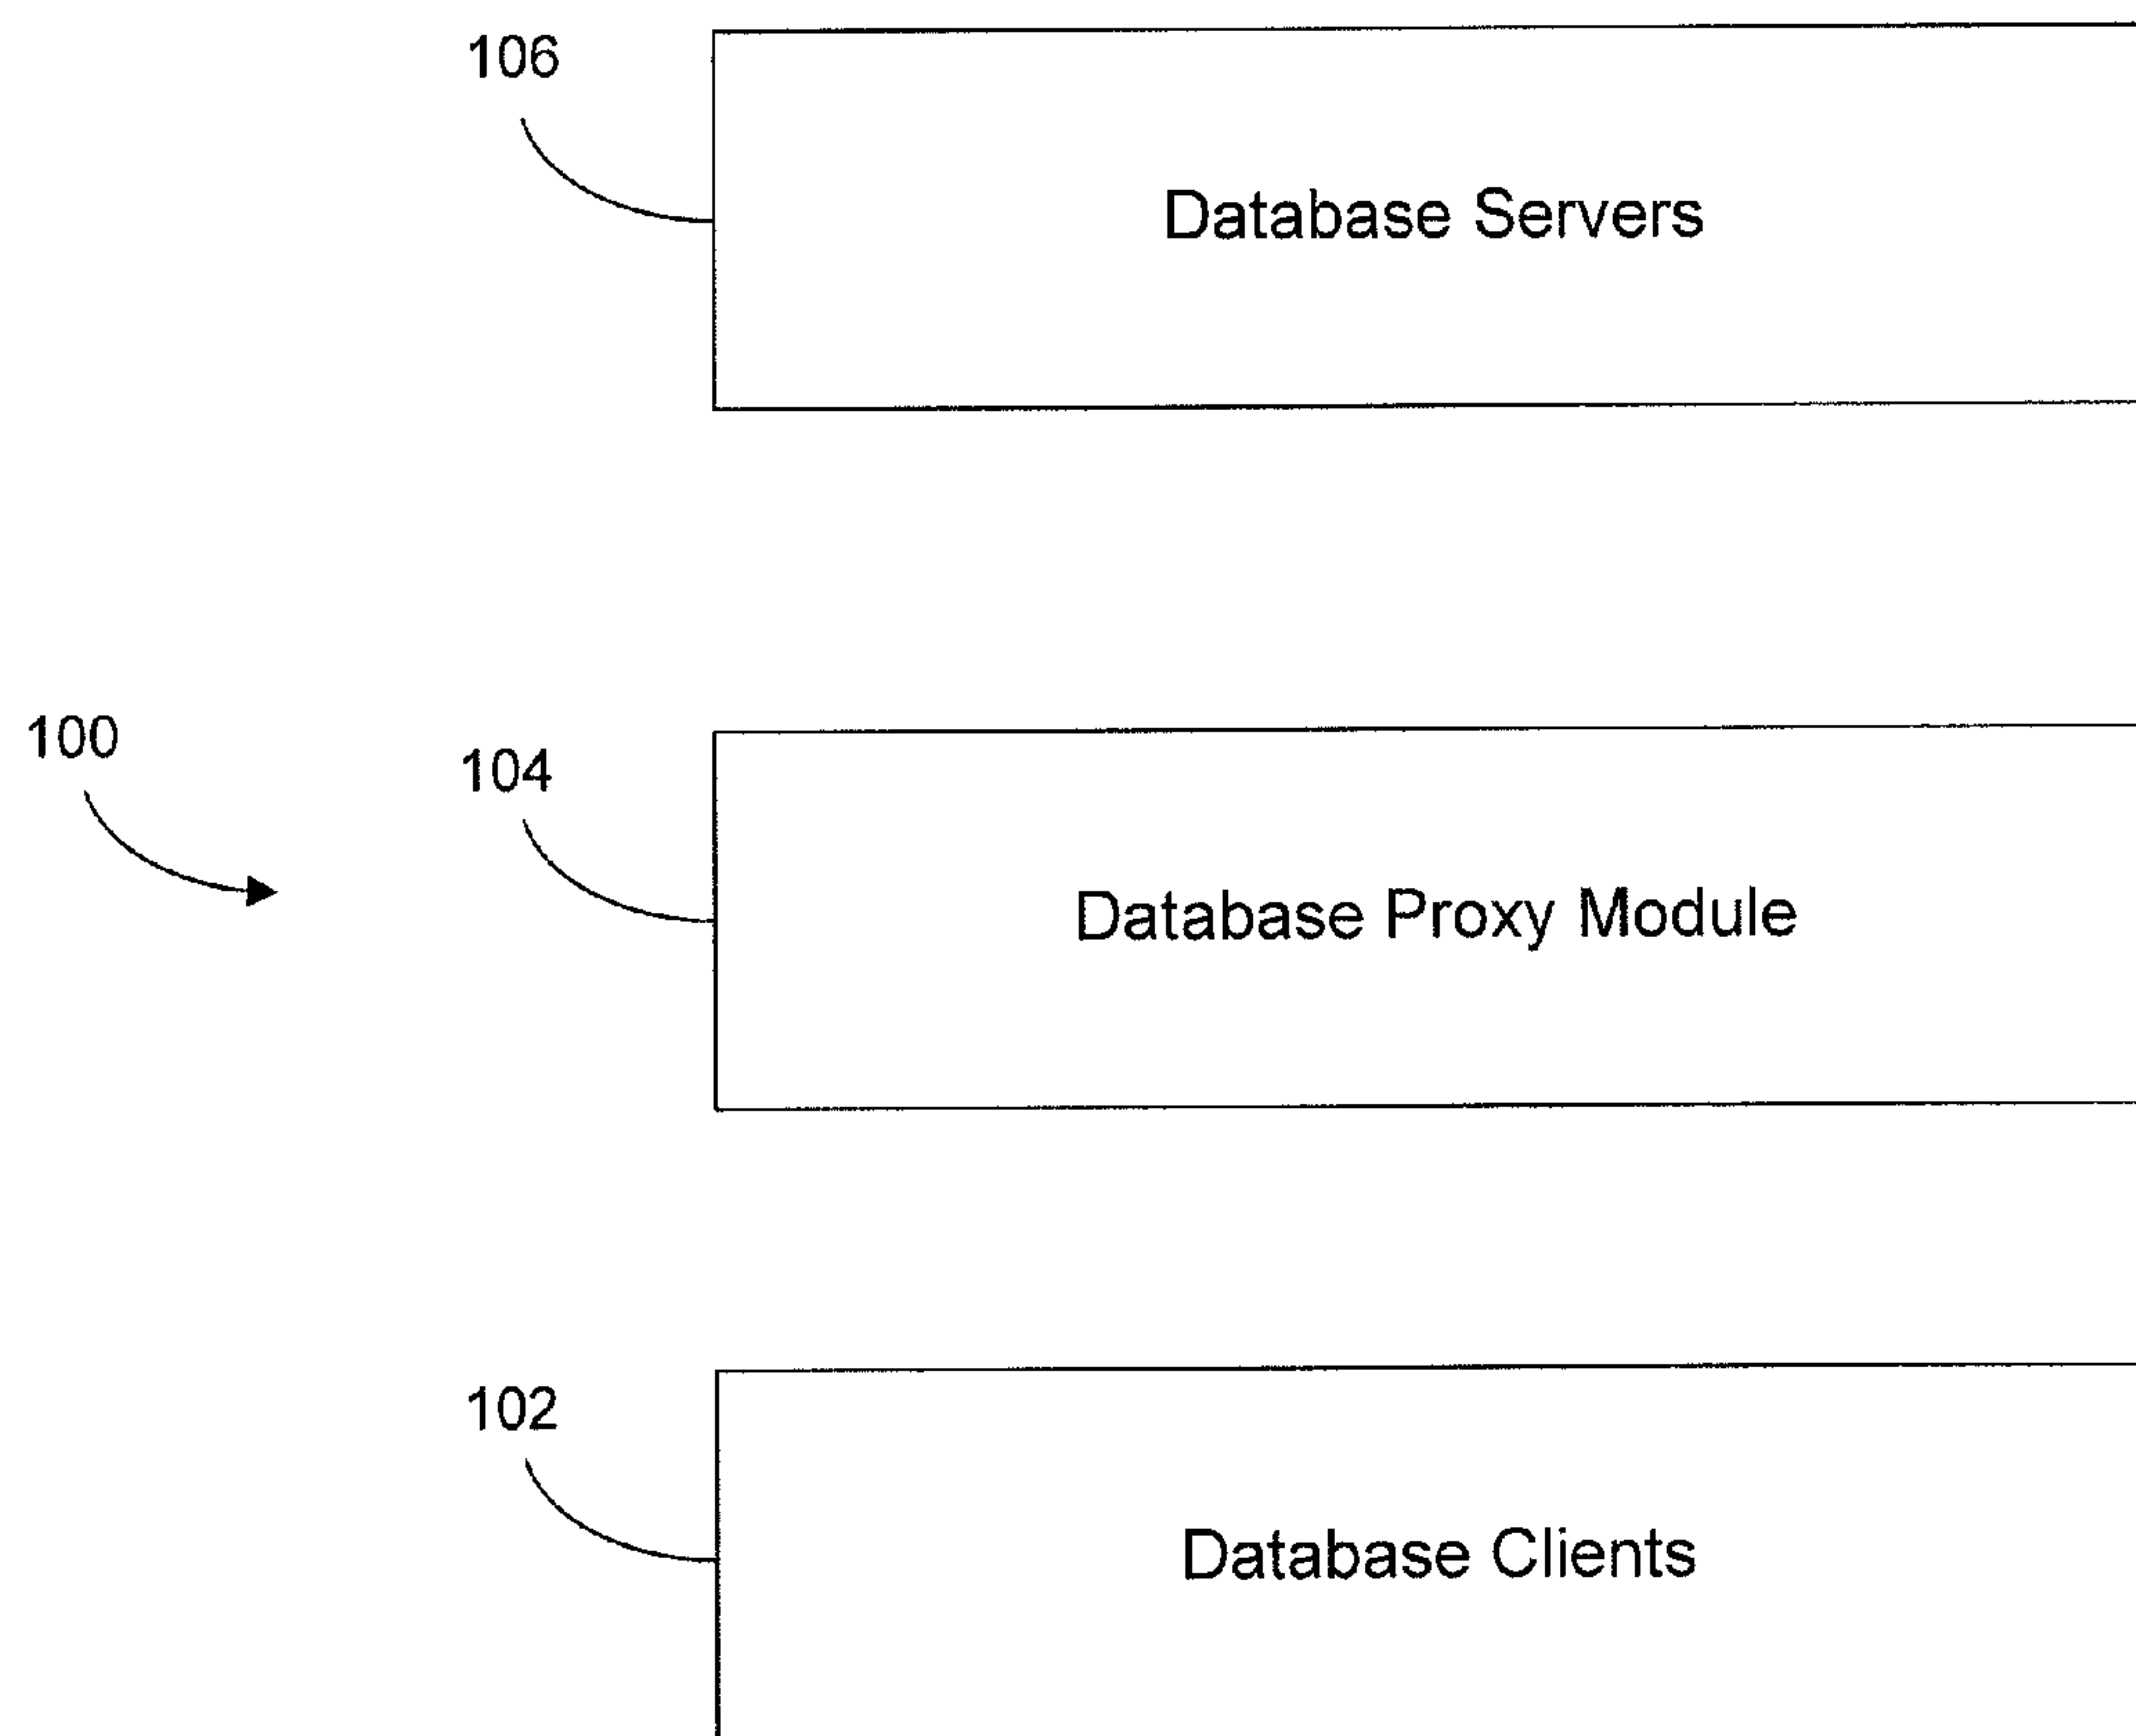 106
Database Servers
100
104
Database Proxy Module
102
Database Clients